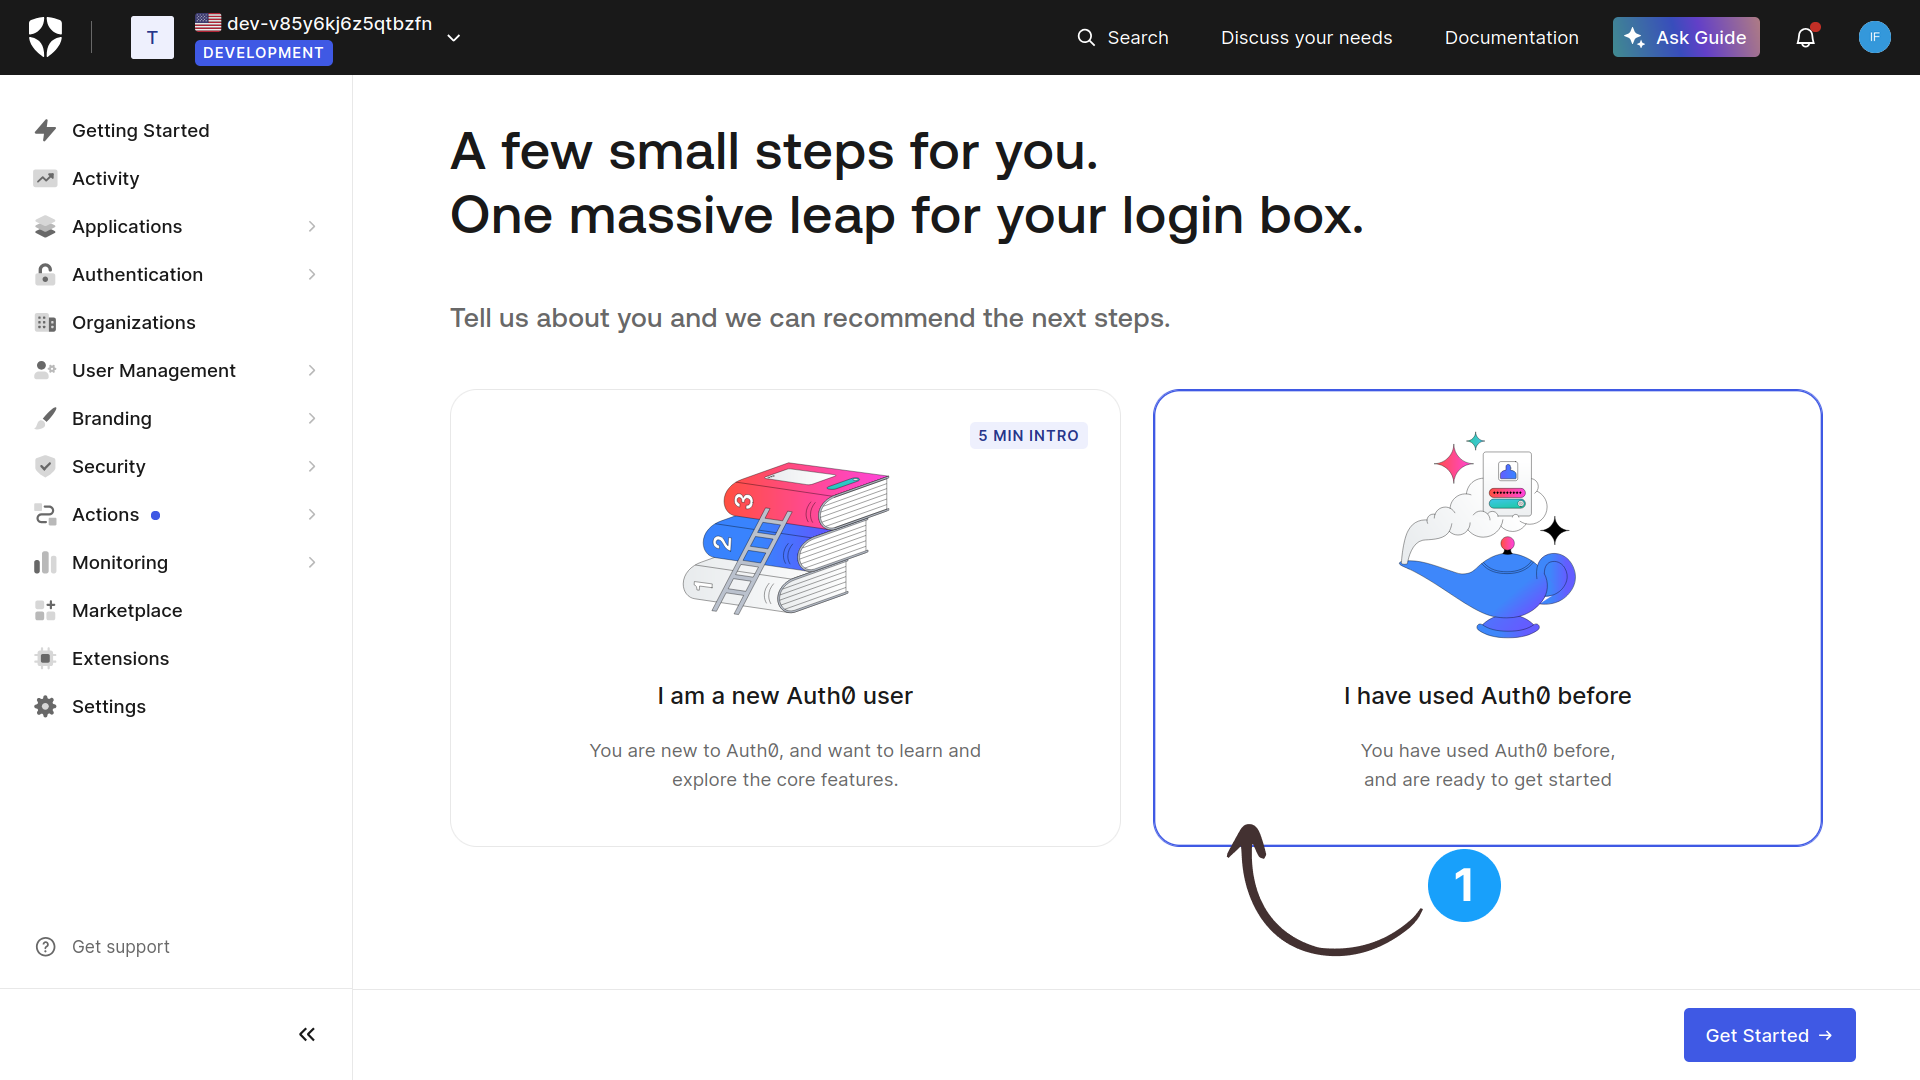 T
dev-v85y6kj6z5qtbzfn
DEVELOPMENT
Search
Discuss your needs
Documentation
Ask Guide
IF
Getting Started
Activity
Applications
Authentication
Organizations
User Management
Branding
Security
Actions
Monitoring
Marketplace
Extensions
Settings
Get support
A few small steps for you.
One massive leap for your login box.
Tell us about you and we can recommend the next steps.
5 MIN INTRO
3
2
1
I am a new Auth0 user
You are new to Auth0, and want to learn and
explore the core features.
I have used Auth0 before
You have used Auth0 before,
and are ready to get started
1
Get Started →